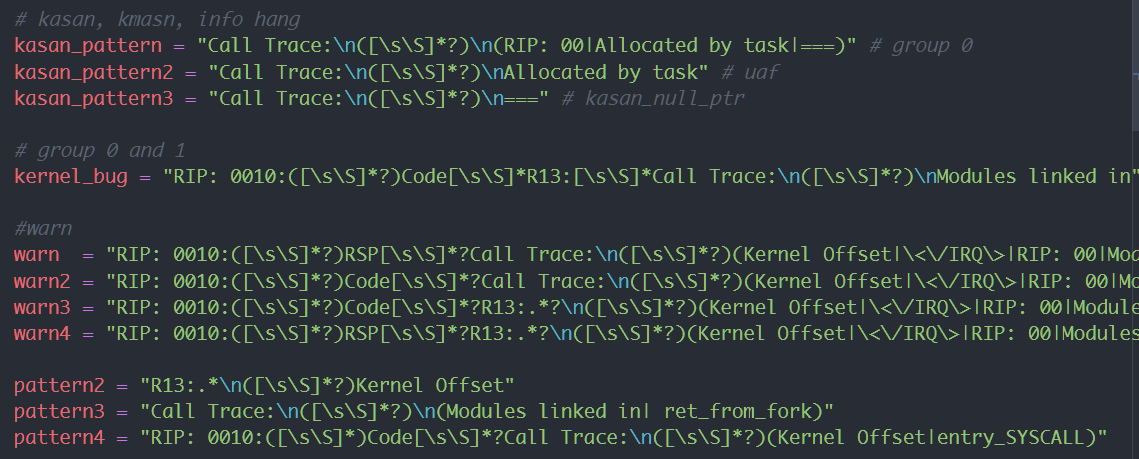 # kasan, kmasn, info hang
kasan_pattern = "Call Trace:\n([\s\S]*?)\n(RIP: 00|Allocated by task|===)" # group 0
kasan_pattern2 = "Call Trace:\n([\s\S]*?)\nAllocated by task" # uaf
kasan_pattern3 = "Call Trace:\n([\s\S]*?)\n===" # kasan_null_ptr
# group 0 and 1
kernel_bug = "RIP: 0010:([\s\S]*?)Code[\s\S]*R13:[\s\S]*Call Trace:\n([\s\S]*?)\nModules linked in"
#warn
warn  = "RIP: 0010:([\s\S]*?)RSP[\s\S]*?Call Trace:\n([\s\S]*?)(Kernel Offset|\<\/IRQ\>|RIP: 00|Mod
warn2 = "RIP: 0010:([\s\S]*?)Code[\s\S]*?Call Trace:\n([\s\S]*?)(Kernel Offset|\<\/IRQ\>|RIP: 00|Mo
warn3 = "RIP: 0010:([\s\S]*?)Code[\s\S]*?R13:.*?\n([\s\S]*?)(Kernel Offset|\<\/IRQ\>|RIP: 00|Module
warn4 = "RIP: 0010:([\s\S]*?)RSP[\s\S]*?R13:.*?\n([\s\S]*?)(Kernel Offset|\<\/IRQ\>|RIP: 00|Modules
pattern2 = "R13:.*\n([\s\S]*?)Kernel Offset"
pattern3 = "Call Trace:\n([\s\S]*?)\n(Modules linked in| ret_from_fork)"
pattern4 = "RIP: 0010:([\s\S]*)Code[\s\S]*?Call Trace:\n([\s\S]*?)(Kernel Offset|entry_SYSCALL)"